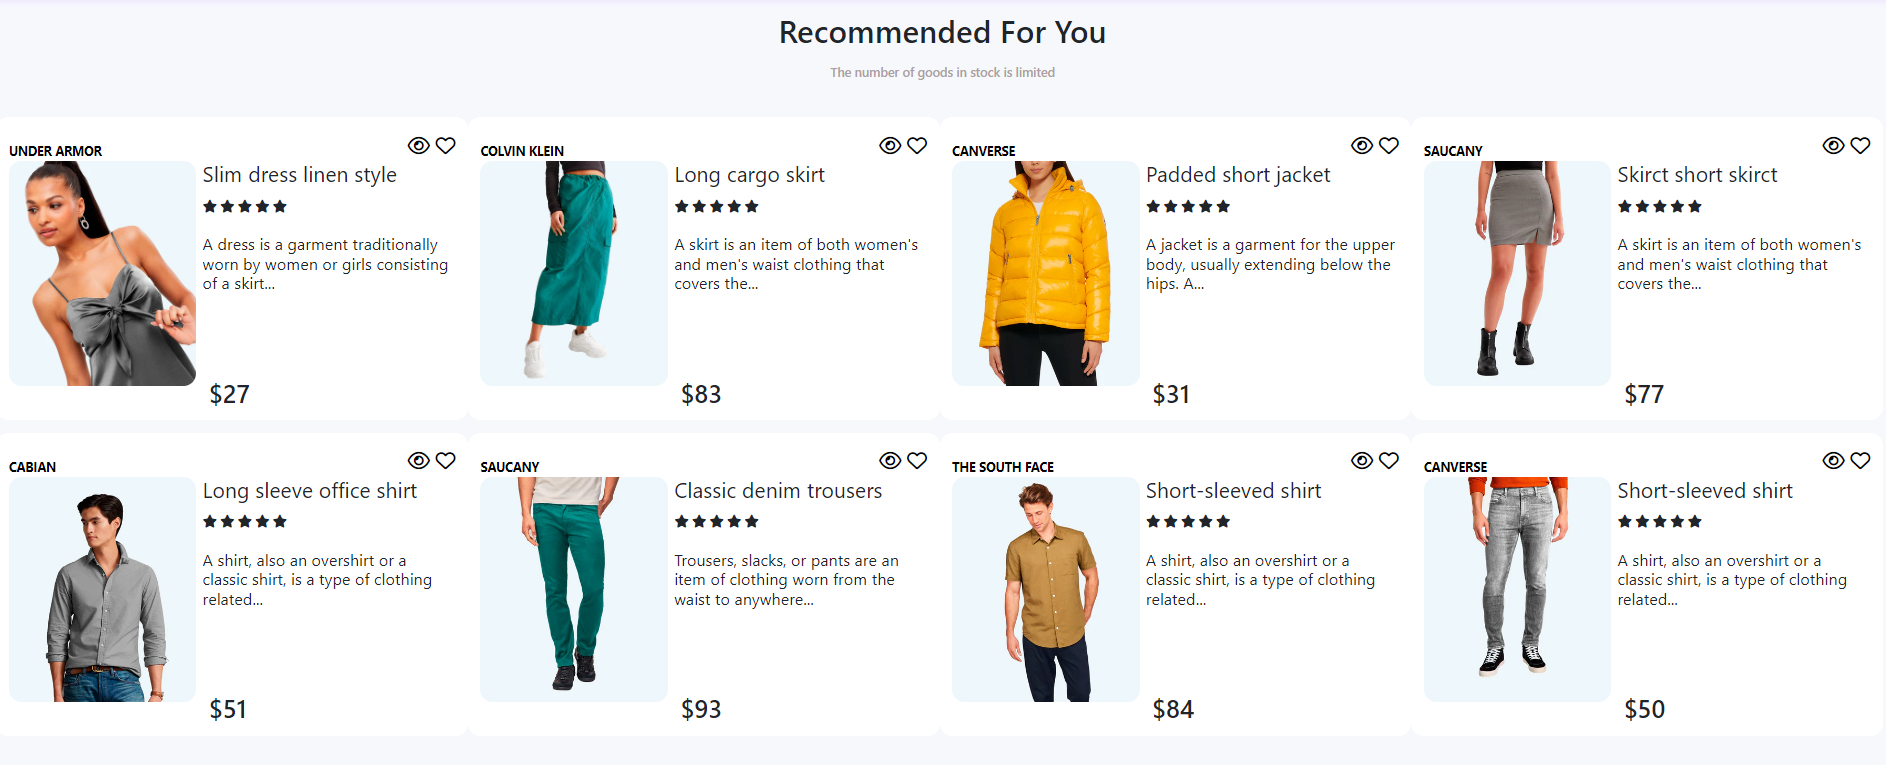 Recommended For You
The number of goods in stock is limited
UNDER ARMOR
Slim dress linen style
A dress is a garment traditionally
worn by women or girls consisting
of a skirt...
$27
COLVIN KLEIN
Long cargo skirt
A skirt is an item of both women's
and men's waist clothing that
covers the...
$83
CANVERSE
Padded short jacket
A jacket is a garment for the upper
body, usually extending below the
hips. A...
$31
SAUCANY
Skirct short skirct
A skirt is an item of both women's
and men's waist clothing that
covers the...
$77
CABIAN
Long sleeve office shirt
A shirt, also an overshirt or a
classic shirt, is a type of clothing
related...
$51
SAUCANY
Classic denim trousers
Trousers, slacks, or pants are an
item of clothing worn from the
waist to anywhere...
$93
THE SOUTH FACE
Short-sleeved shirt
A shirt, also an overshirt or a
classic shirt, is a type of clothing
related...
$84
CANVERSE
Short-sleeved shirt
A shirt, also an overshirt or a
classic shirt, is a type of clothing
related...
$50